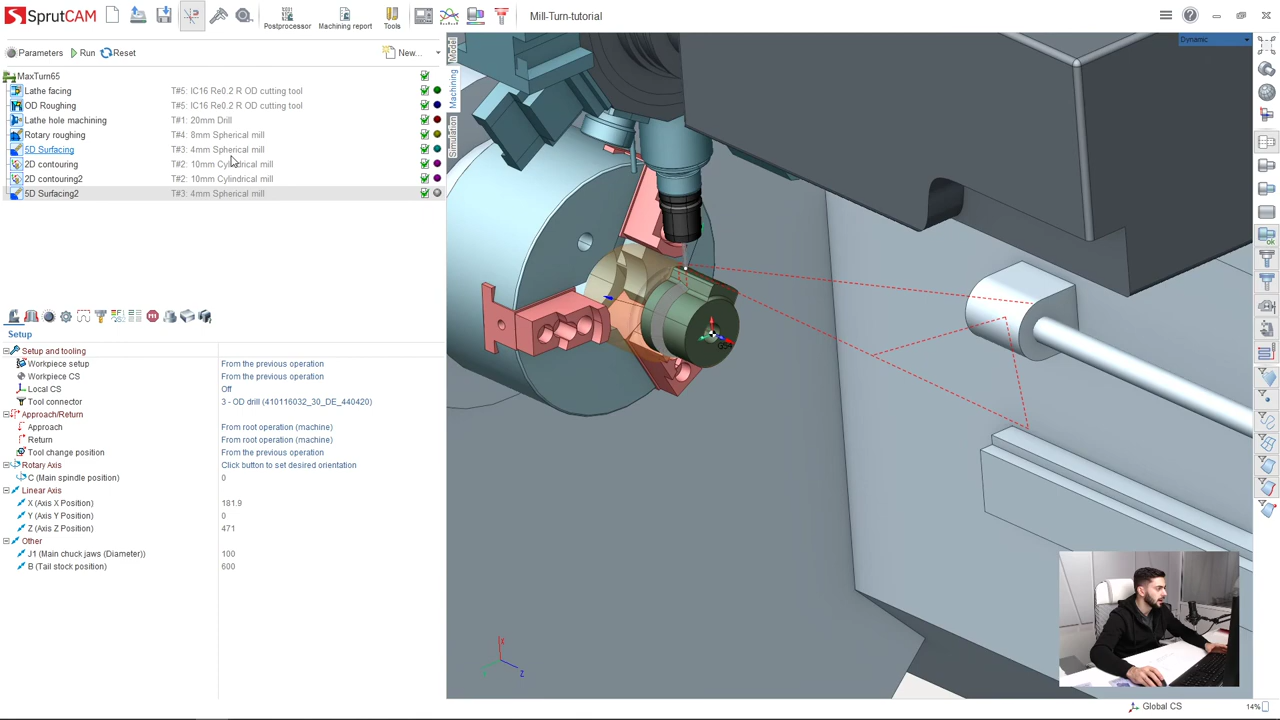 SprutCAM
Postprocessor
Machining report
Tools
Mill-Turn-tutorial
Parameters
Run
Reset
New...
Dynamic
MaxTurn65
Lathe facing T#5: IC16 Re0.2 R OD cutting tool
OD Roughing T#5: IC16 Re0.2 R OD cutting tool
Lathe hole machining T#1: 20mm Drill
Rotary roughing T#4: 8mm Spherical mill
5D Surfacing T#3: 4mm Spherical mill
2D contouring T#2: 10mm Cylindrical mill
2D contouring2 T#2: 10mm Cylindrical mill
5D Surfacing2 T#3: 4mm Spherical mill
Model
Machining
Simulation
Setup
Setup and tooling
Workpiece setup From the previous operation
Workpiece CS From the previous operation
Local CS Off
Tool connector 3 - OD drill (410116032_30_DE_440420)
Approach/Return
Approach From root operation (machine)
Return From root operation (machine)
Tool change position From the previous operation
Rotary Axis Click button to set desired orientation
C (Main spindle position) 0
Linear Axis
X (Axis X Position) 181.9
Y (Axis Y Position) 0
Z (Axis Z Position) 471
Other
J1 (Main chuck jaws (Diameter)) 100
B (Tail stock position) 600
X
Y
Z
ok
Global CS
14%